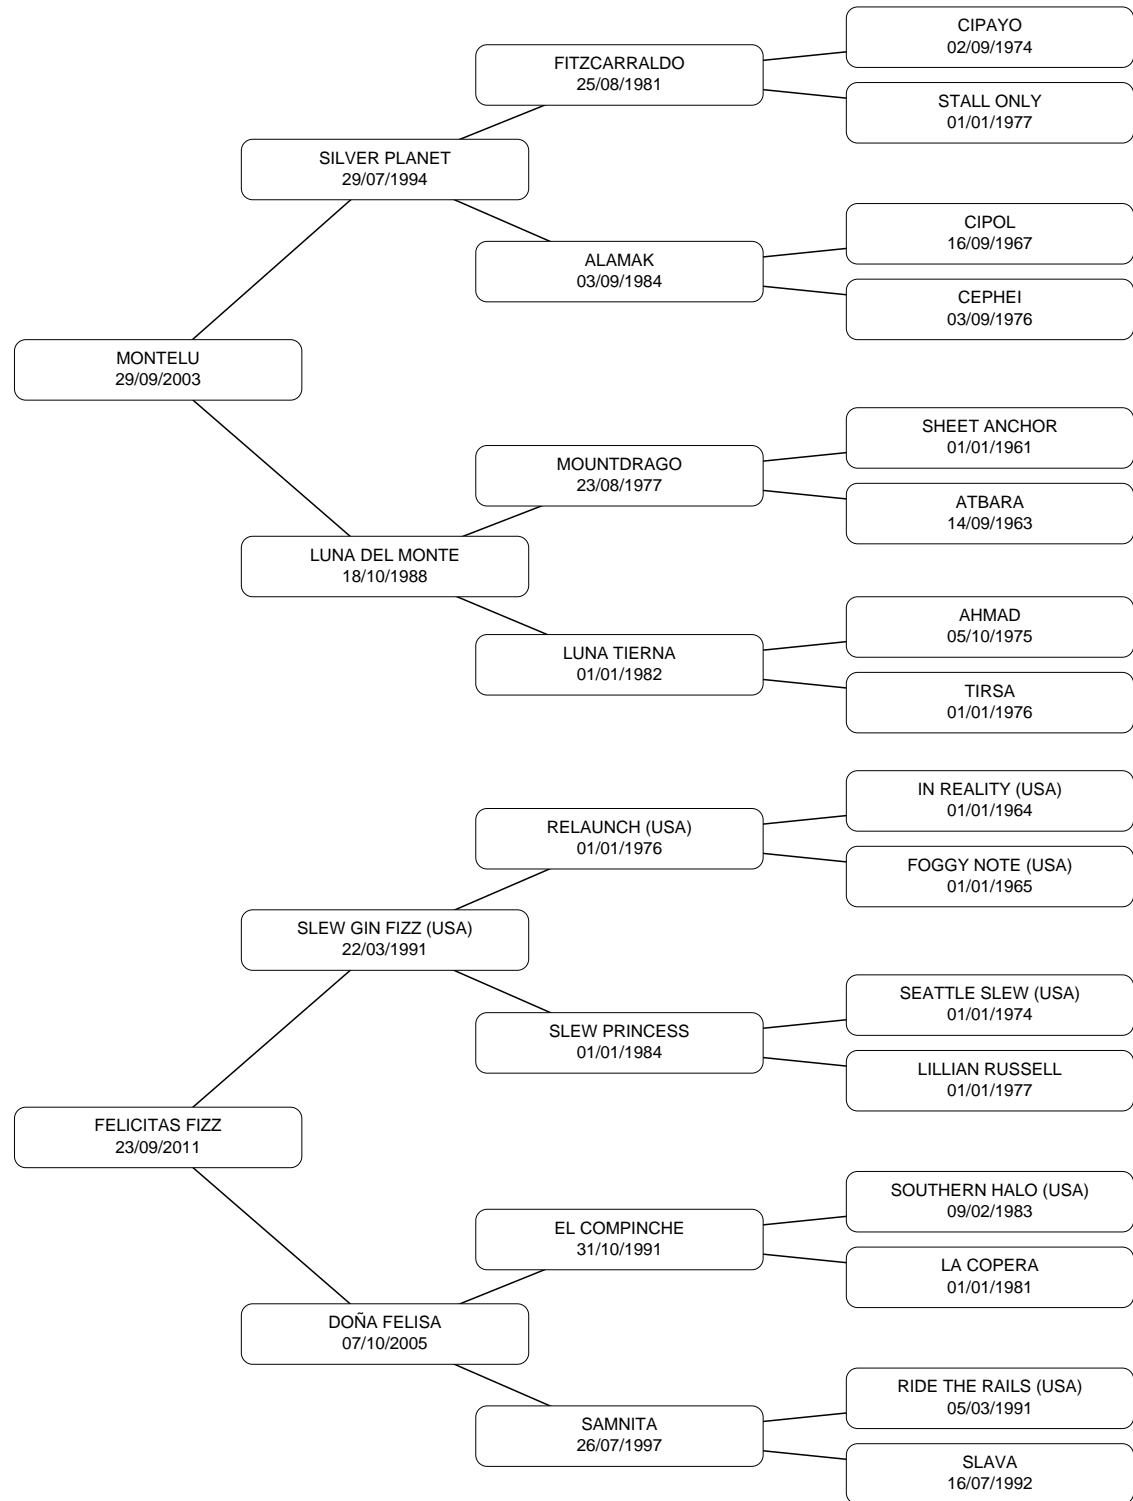 CIPAYO
02/09/1974
FITZCARRALDO
25/08/1981
STALL ONLY
01/01/1977
SILVER PLANET
29/07/1994
CIPOL
16/09/1967
ALAMAK
03/09/1984
CEPHEI
03/09/1976
MONTELU
29/09/2003
SHEET ANCHOR
01/01/1961
MOUNTDRAGO
23/08/1977
ATBARA
14/09/1963
LUNA DEL MONTE
18/10/1988
AHMAD
05/10/1975
LUNA TIERNA
01/01/1982
TIRSA
01/01/1976
IN REALITY (USA)
01/01/1964
RELAUNCH (USA)
01/01/1976
FOGGY NOTE (USA)
01/01/1965
SLEW GIN FIZZ (USA)
22/03/1991
SEATTLE SLEW (USA)
01/01/1974
SLEW PRINCESS
01/01/1984
LILLIAN RUSSELL
01/01/1977
FELICITAS FIZZ
23/09/2011
SOUTHERN HALO (USA)
09/02/1983
EL COMPINCHE
31/10/1991
LA COPERA
01/01/1981
DOÑA FELISA
07/10/2005
RIDE THE RAILS (USA)
05/03/1991
SAMNITA
26/07/1997
SLAVA
16/07/1992